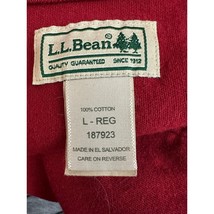 L.L.Bean
QUALITY GUARANTEED SINCE 1912
100% COTTON
L - REG
187923
MADE IN EL SALVADOR
CARE ON REVERSE